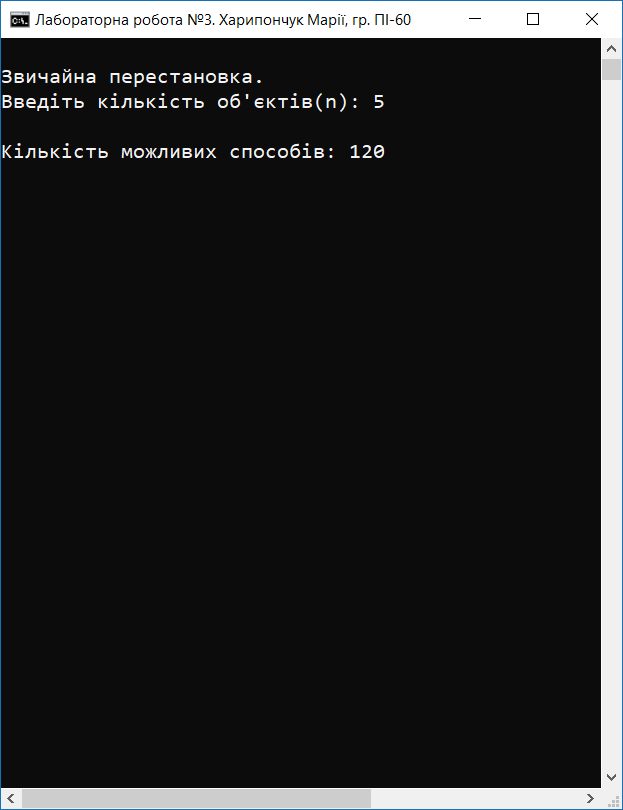 Лабораторна робота №3. Харипончук Марії, гр. ПІ-60
Звичайна перестановка.
Введіть кількість об'єктів(n): 5
Кількість можливих способів: 120